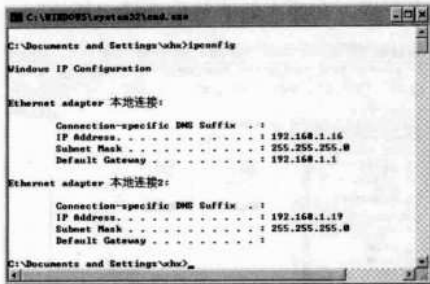 C:\WINDOWS\system32\cmd.exe
C:\Documents and Settings\xhx>ipconfig
Windows IP Configuration
Ethernet adapter 本地连接:
Connection-specific DNS Suffix . :
IP Address. . . . . . . . . . . . : 192.168.1.16
Subnet Mask . . . . . . . . . . . : 255.255.255.0
Default Gateway . . . . . . . . . : 192.168.1.1
Ethernet adapter 本地连接2:
Connection-specific DNS Suffix . :
IP Address. . . . . . . . . . . . : 192.168.1.19
Subnet Mask . . . . . . . . . . . : 255.255.255.0
Default Gateway . . . . . . . . . :
C:\Documents and Settings\xhx>_